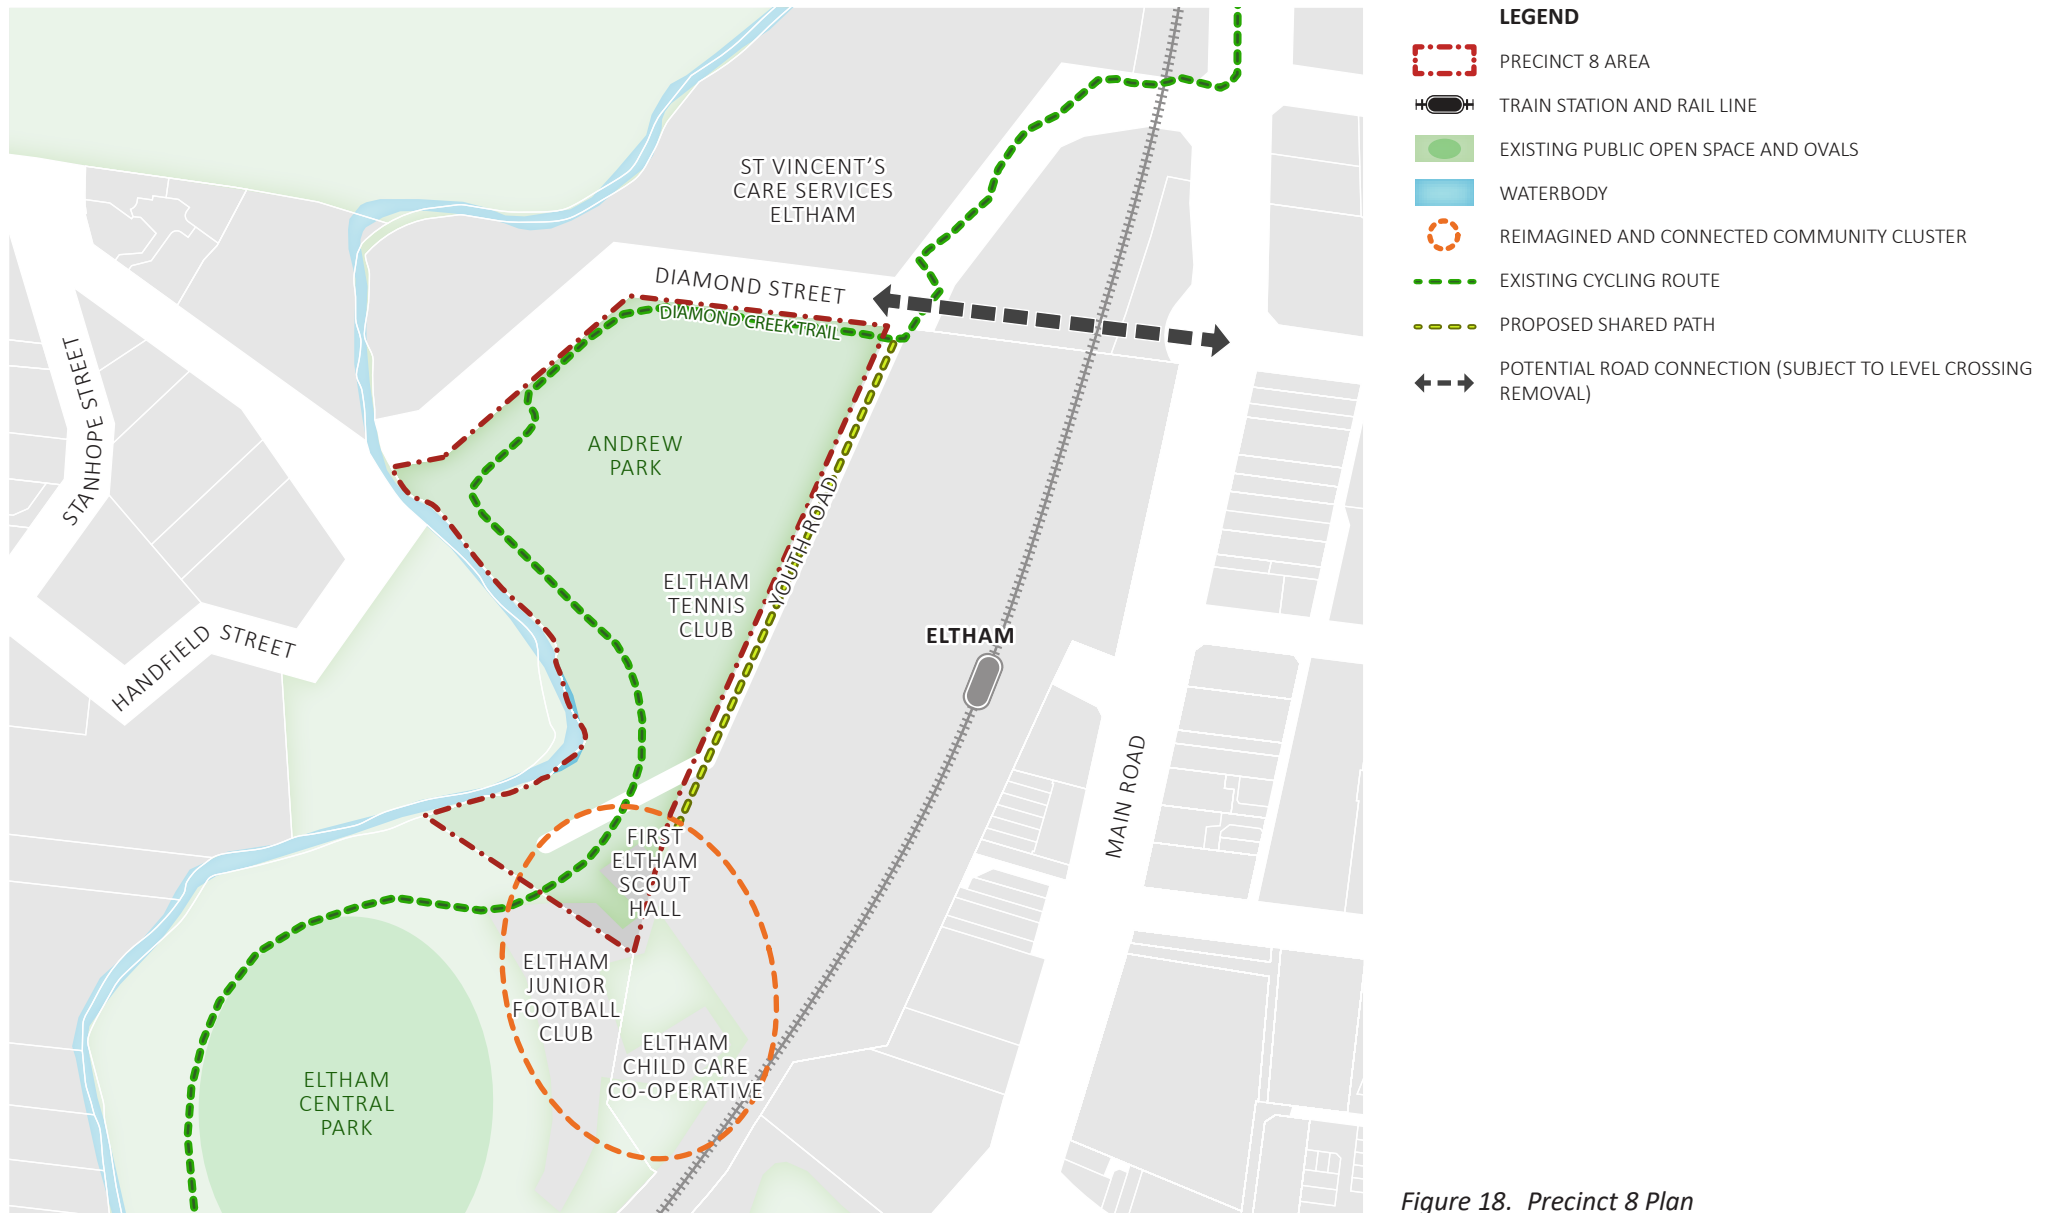 LEGEND
PRECINCT 8 AREA
TRAIN STATION AND RAIL LINE
EXISTING PUBLIC OPEN SPACE AND OVALS
WATERBODY
REIMAGINED AND CONNECTED COMMUNITY CLUSTER
EXISTING CYCLING ROUTE
PROPOSED SHARED PATH
POTENTIAL ROAD CONNECTION (SUBJECT TO LEVEL CROSSING
REMOVAL)
ST VINCENT’S
CARE SERVICES
ELTHAM
DIAMOND STREET
DIAMOND CREEK TRAIL
STANHOPE STREET
ANDREW
PARK
YOUTH ROAD
ELTHAM
TENNIS
CLUB
HANDFIELD STREET
ELTHAM
MAIN ROAD
FIRST
ELTHAM
SCOUT
HALL
ELTHAM
JUNIOR
FOOTBALL
CLUB
ELTHAM
CHILD CARE
CO-OPERATIVE
ELTHAM
CENTRAL
PARK
Figure 18. Precinct 8 Plan